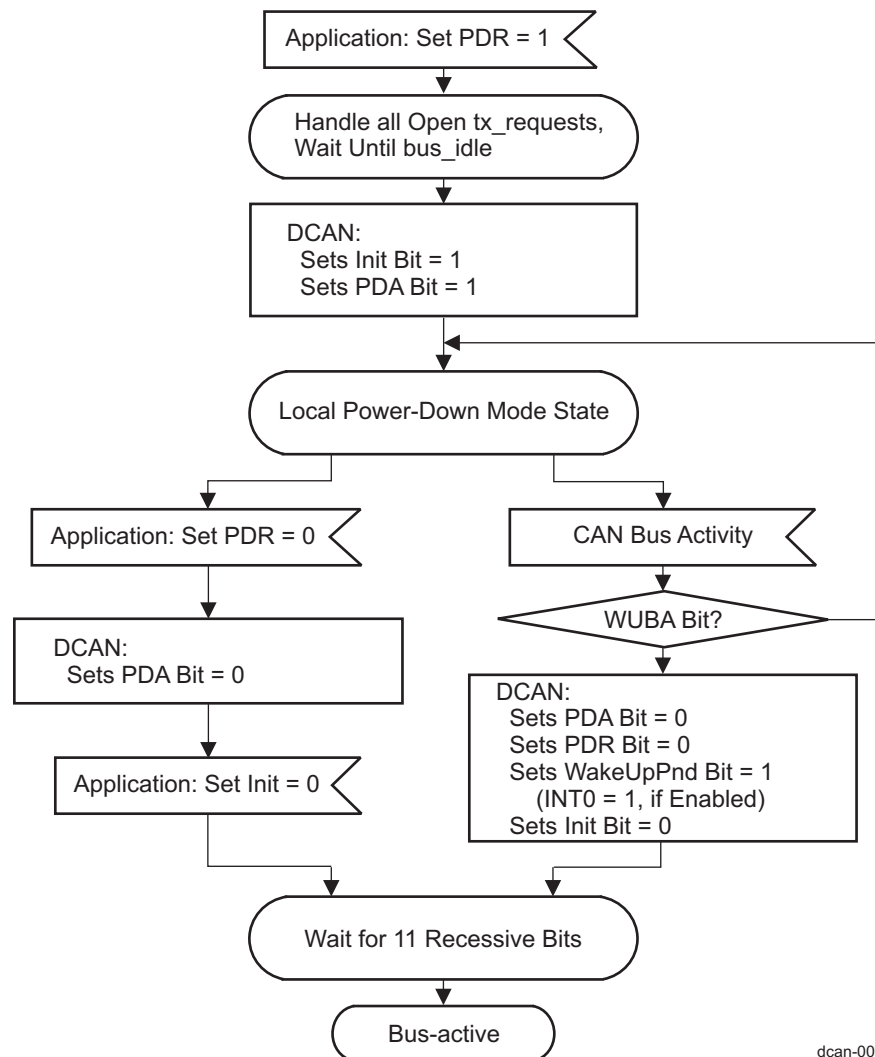 Application: Set PDR = 1
Handle all Open tx_requests,
Wait Until bus_idle
DCAN:
Sets Init Bit = 1
Sets PDA Bit = 1
Local Power-Down Mode State
Application: Set PDR = 0
CAN Bus Activity
WUBA Bit?
DCAN:
Sets PDA Bit = 0
DCAN:
Sets PDA Bit = 0
Sets PDR Bit = 0
Sets WakeUpPnd Bit = 1
(INT0 = 1, if Enabled)
Sets Init Bit = 0
Application: Set Init = 0
Wait for 11 Recessive Bits
Bus-active
dcan-00